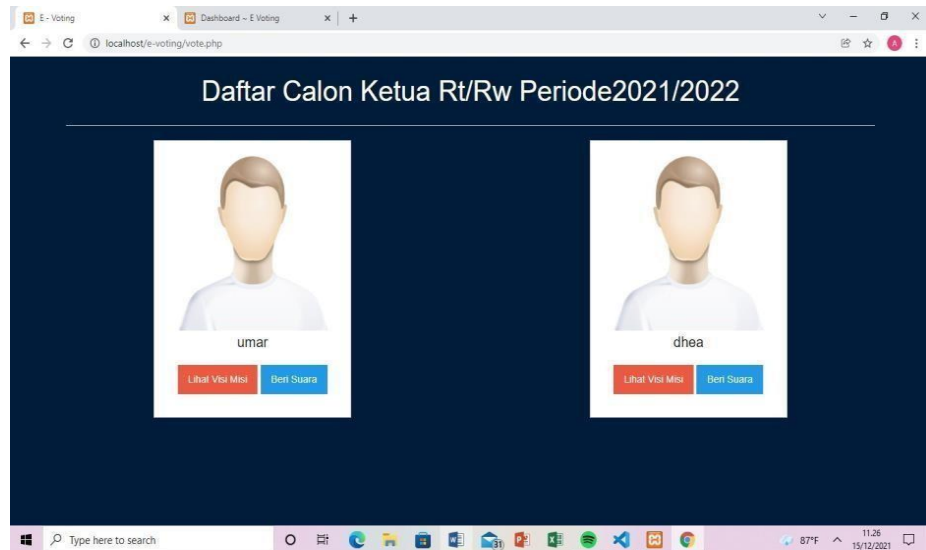 E - Voting
Dashboard ~ E Voting
localhost/e-voting/vote.php
A
Daftar Calon Ketua Rt/Rw Periode2021/2022
umar
dhea
Lihat Visi Misi Beri Suara
Lihat Visi Misi Beri Suara
Type here to search
31
87°F
11.26
15/12/2021